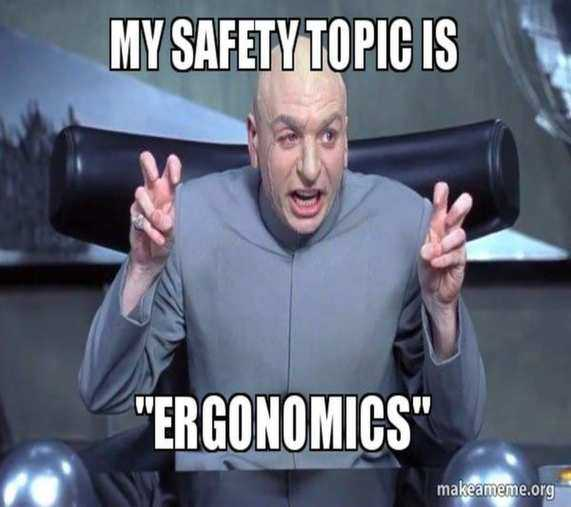 MY SAFETY TOPIC IS
"ERGONOMICS"
makeameme.org